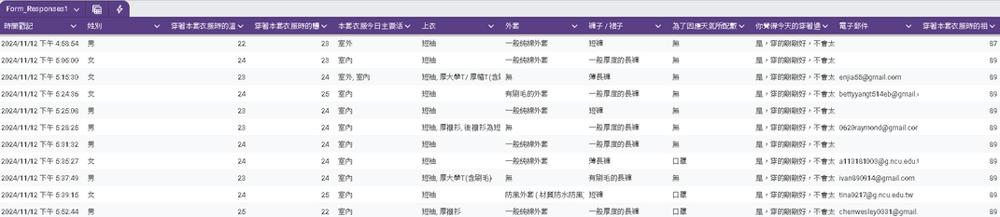 Form_Responses1
時間戳記 姓別 穿著本套衣服時的溫 穿著本套衣服時的體 本套衣服今日主要活 上衣 外套 褲子 / 裙子 為了因應天氣所配戴 你覺得今天的穿著適 電子郵件 穿著本套衣服時的相
2024/11/12 下午 4:58:54 男 22 23 室外 短袖 一般純綿外套 短褲 無 是，穿的剛剛好，不會太 87
2024/11/12 下午 5:05:00 女 24 23 室內 短袖 一般純綿外套 一般厚度的長褲 無 是，穿的剛剛好，不會太 89
2024/11/12 下午 5:15:30 女 23 24 室外, 室內 短袖, 厚大學T/ 厚帽T(含 無 薄長褲 無 是，穿的剛剛好，不會太 enjia55@gmail.com 89
2024/11/12 下午 5:24:36 女 24 25 室內 短袖 有刷毛的外套 一般厚度的長褲 無 是，穿的剛剛好，不會太 bettyyangt514eb@gmail. 89
2024/11/12 下午 5:25:08 男 23 24 室內 短袖 一般純綿外套 短褲 無 是，穿的剛剛好，不會太 89
2024/11/12 下午 5:28:25 男 23 24 室內 短袖, 厚襯衫, 後襯衫為短 無 一般厚度的長褲 無 是，穿的剛剛好，不會太 0620raymond@gmail.cor 89
2024/11/12 下午 5:31:32 男 24 24 室內 短袖 一般純綿外套 一般厚度的長褲 無 是，穿的剛剛好，不會太 89
2024/11/12 下午 5:35:27 女 24 24 室內 短袖 一般純綿外套 薄長褲 口罩 是，穿的剛剛好，不會太 a113181003@g.ncu.edu.t 89
2024/11/12 下午 5:37:49 男 23 24 室內 短袖, 厚大學T(含刷毛) 無 有刷毛的長褲 無 是，穿的剛剛好，不會太 ivan890914@gmail.com 89
2024/11/12 下午 5:39:15 女 24 25 室內 短袖 防風外套 ( 材質防水防風 短褲 口罩 是，穿的剛剛好，不會太 tina0217@g.ncu.edu.tw 89
2024/11/12 下午 5:52:44 男 25 22 室內 短袖, 厚襯衫 一般純綿外套 一般厚度的長褲 口罩 是，穿的剛剛好，不會太 chenwesley0831@gmail. 89